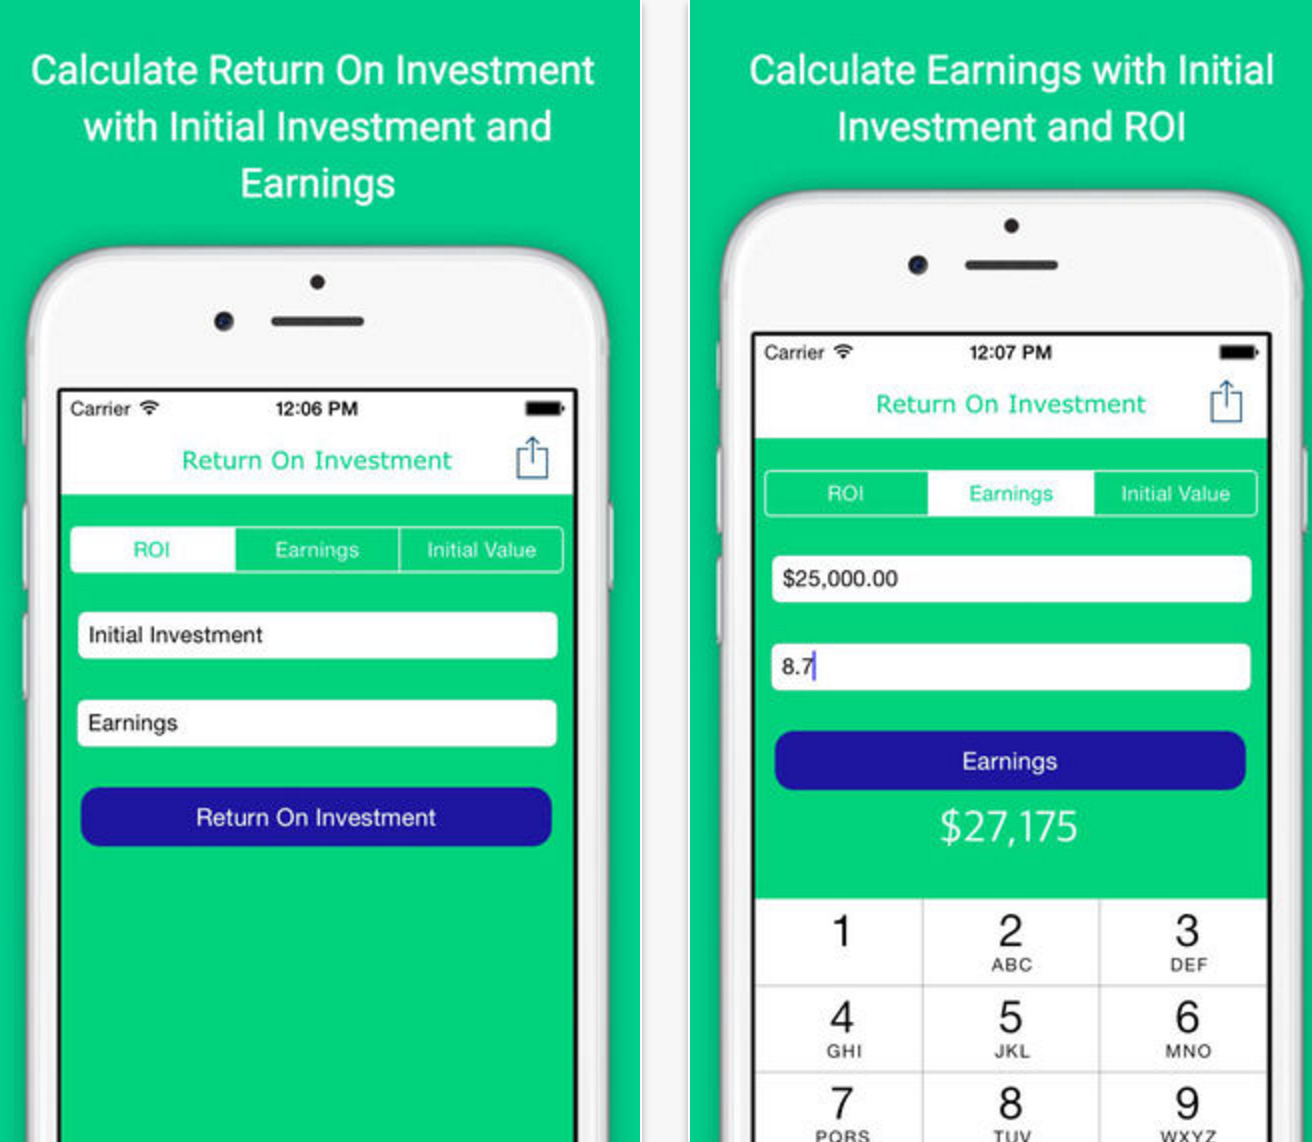 Calculate Return On Investment
with Initial Investment and
Earnings
Carrier 12:06 PM
Return On Investment
ROI Earnings Initial Value
Initial Investment
Earnings
Return On Investment
Calculate Earnings with Initial
Investment and ROI
Carrier 12:07 PM
Return On Investment
ROI Earnings Initial Value
$25,000.00
8.7
Earnings
$27,175
1 2 3
ABC DEF
4 5 6
GHI JKL MNO
7 8 9
PQRS TUV WXYZ